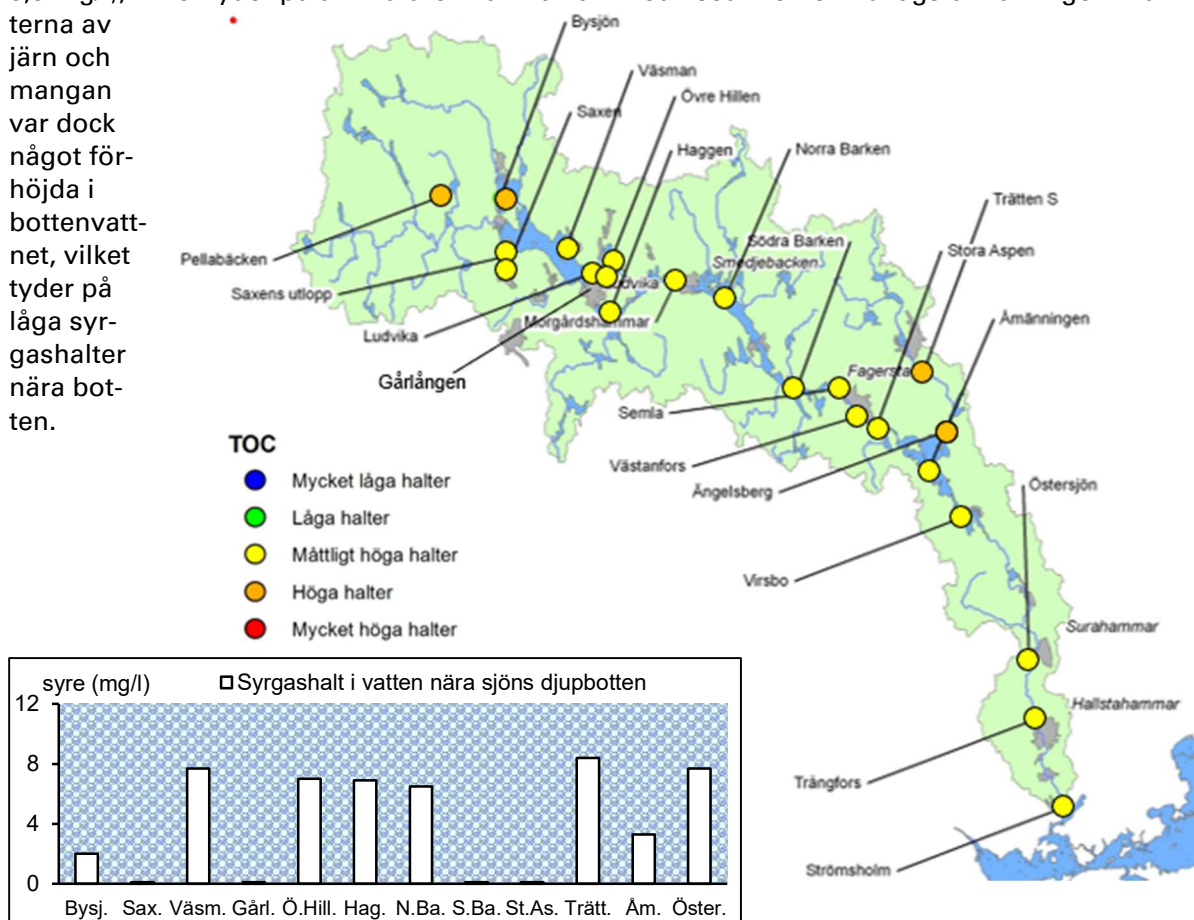 terna av
järn och
mangan
var dock
något för-
höjda i
bottenvatt-
net, vilket
tyder på
låga syr-
gashalter
nära bot-
ten.
Bysjön
Väsman
Övre Hillen
Saxen
Haggen
Norra Barken
Trätten S
Södra Barken
Stora Aspen
Smedjebacken
Pellabäcken
Saxens utlopp
Ludvika
Morgårdshammar
Åmänningen
Ludvika
Gårlången
Fagersta
Semla
Västanfors
Ängelsberg
Östersjön
Virsbo
Surahammar
Hallstahammar
Trångfors
Strömsholm
TOC
Mycket låga halter
Låga halter
Måttligt höga halter
Höga halter
Mycket höga halter
syre (mg/l)
Syrgashalt i vatten nära sjöns djupbotten
12
8
4
0
Bysj. Sax. Väsm. Gårl. Ö.Hill. Hag. N.Ba. S.Ba. St.As. Trätt. Åm. Öster.